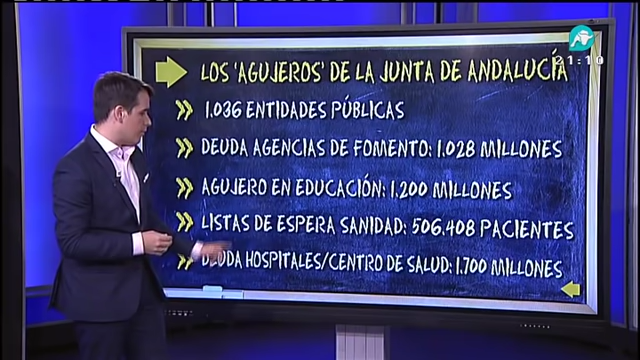 21:10
LOS 'AGUJEROS' DE LA JUNTA DE ANDALUCÍA
1.036 ENTIDADES PÚBLICAS
DEUDA AGENCIAS DE FOMENTO: 1.028 MILLONES
AGUJERO EN EDUCACIÓN: 1.200 MILLONES
LISTAS DE ESPERA SANIDAD: 506.408 PACIENTES
DEUDA HOSPITALES/CENTRO DE SALUD: 1.700 MILLONES